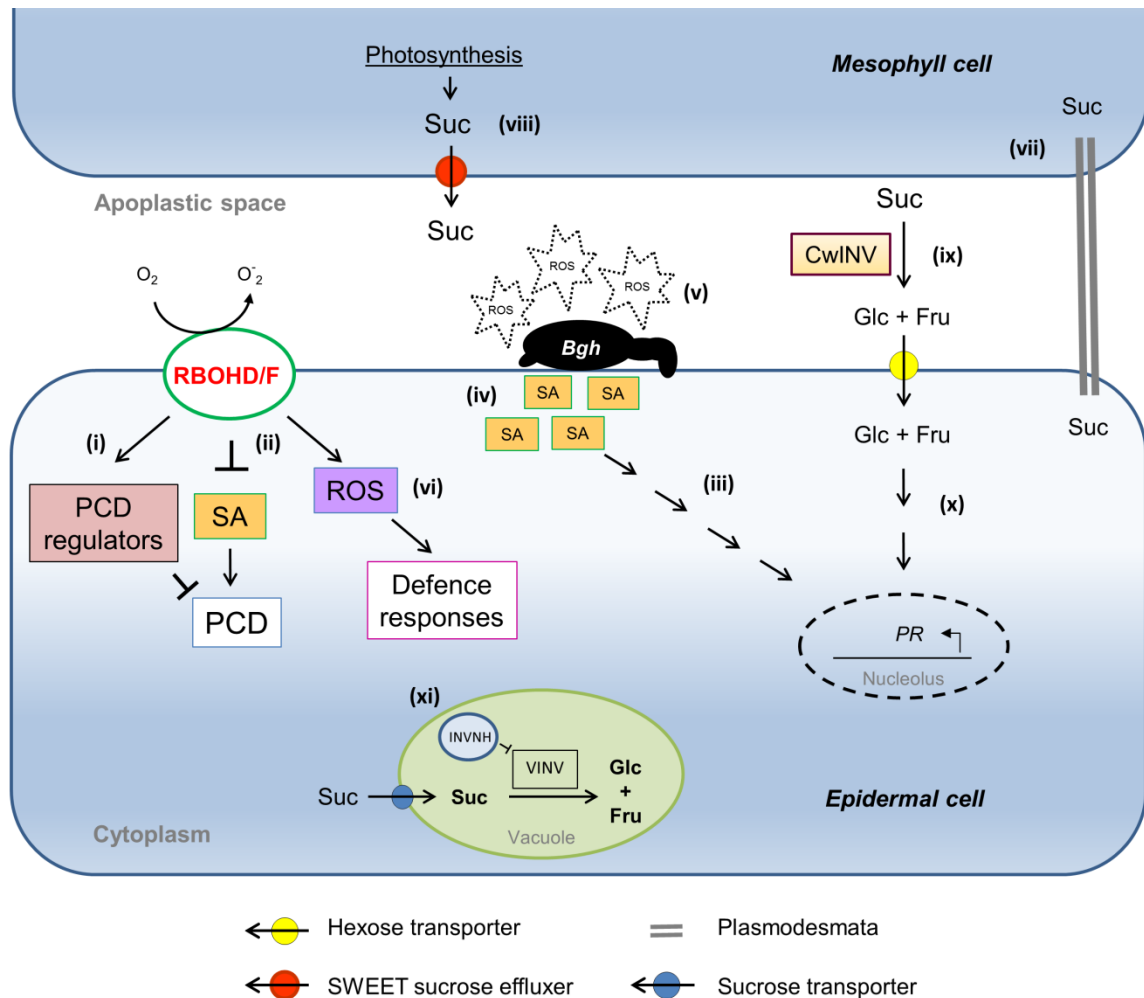 Photosynthesis
Mesophyll cell
Suc (viii)
Suc
(vii)
Apoplastic space
Suc
Suc
CwINV
(ix)
ROS
ROS
ROS
(v)
O2
O-2
Glc + Fru
Bgh
RBOHD/F
(iv)
SA
SA
SA
SA
Glc + Fru
Suc
(i)
(ii)
(iii)
(x)
PCD
regulators
SA
ROS
(vi)
PCD
Defence
responses
PR
Nucleolus
(xi)
INVNH
VINV
Suc
Suc
Glc
+
Fru
Vacuole
Epidermal cell
Cytoplasm
Hexose transporter
Plasmodesmata
SWEET sucrose effluxer
Sucrose transporter